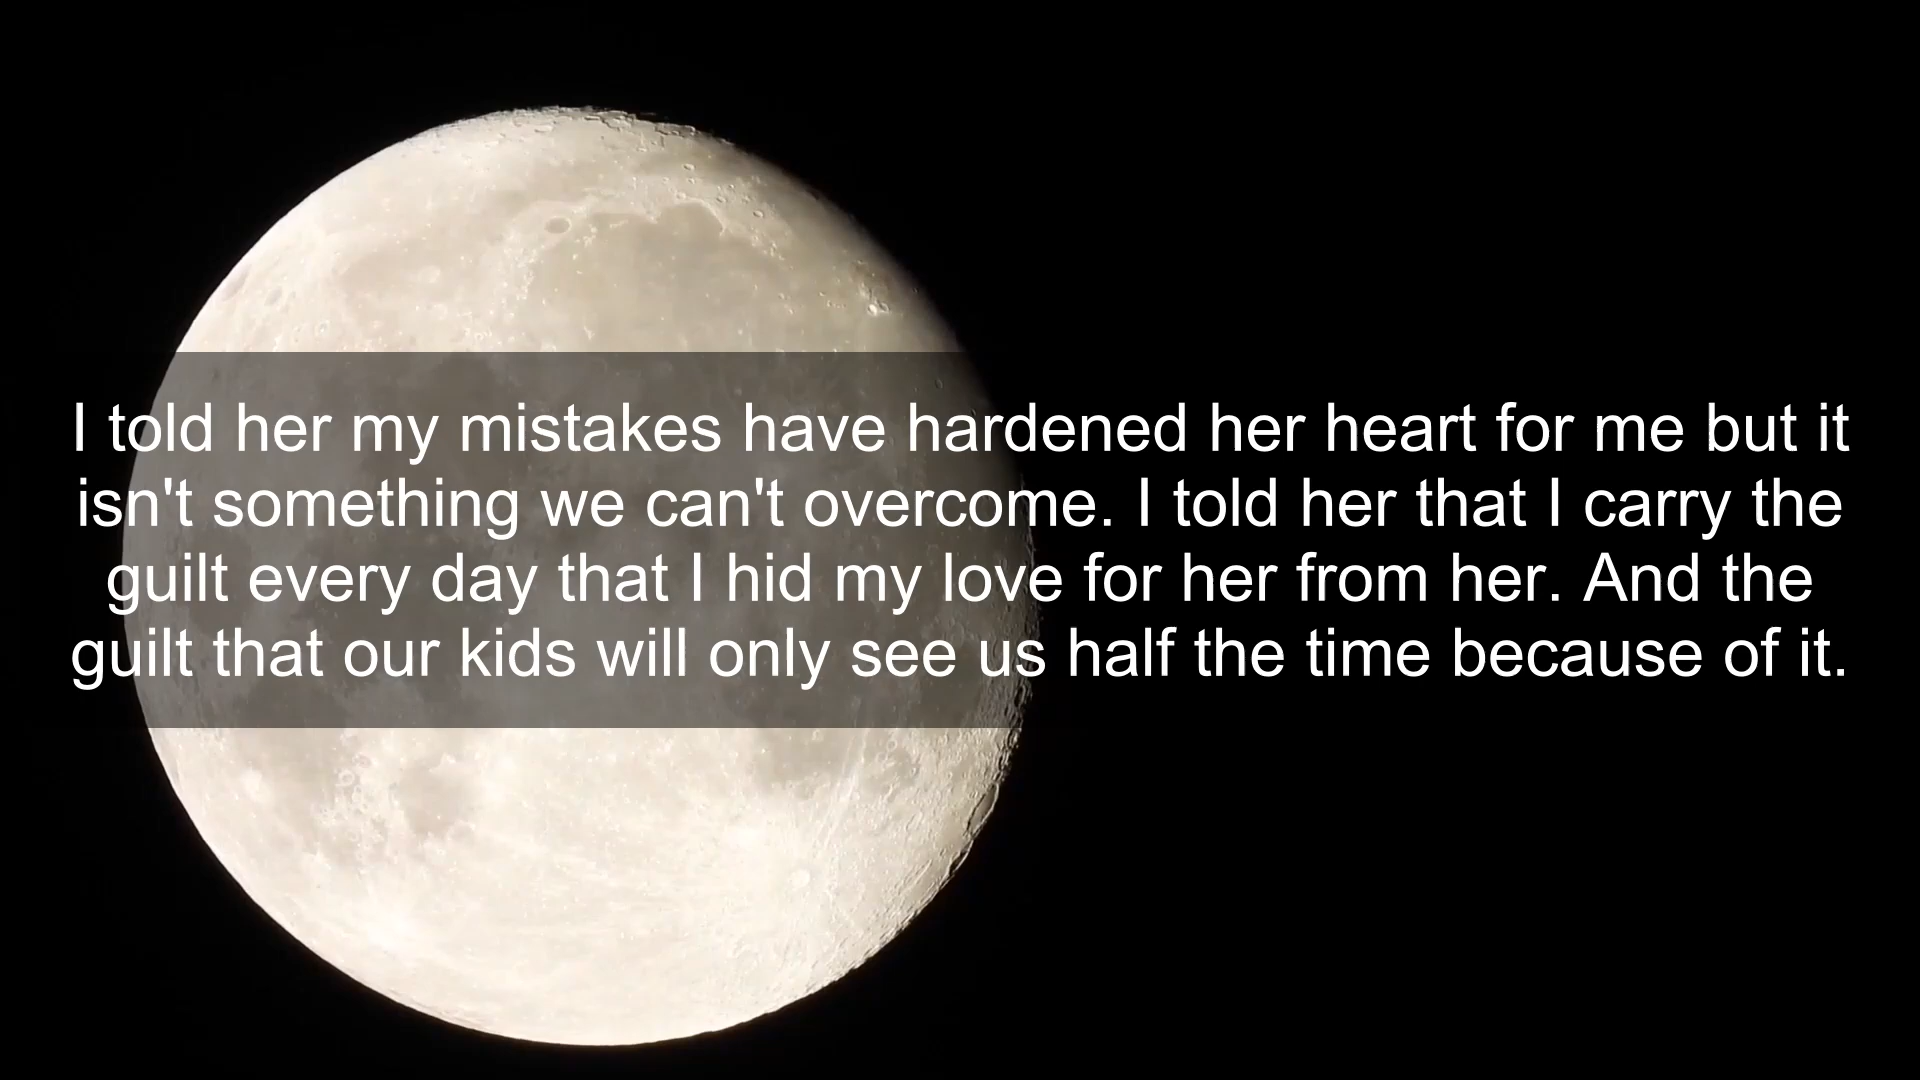 I told her my mistakes have hardened her heart for me but it
isn't something we can't overcome. I told her that I carry the
guilt every day that I hid my love for her from her. And the
guilt that our kids will only see us half the time because of it.